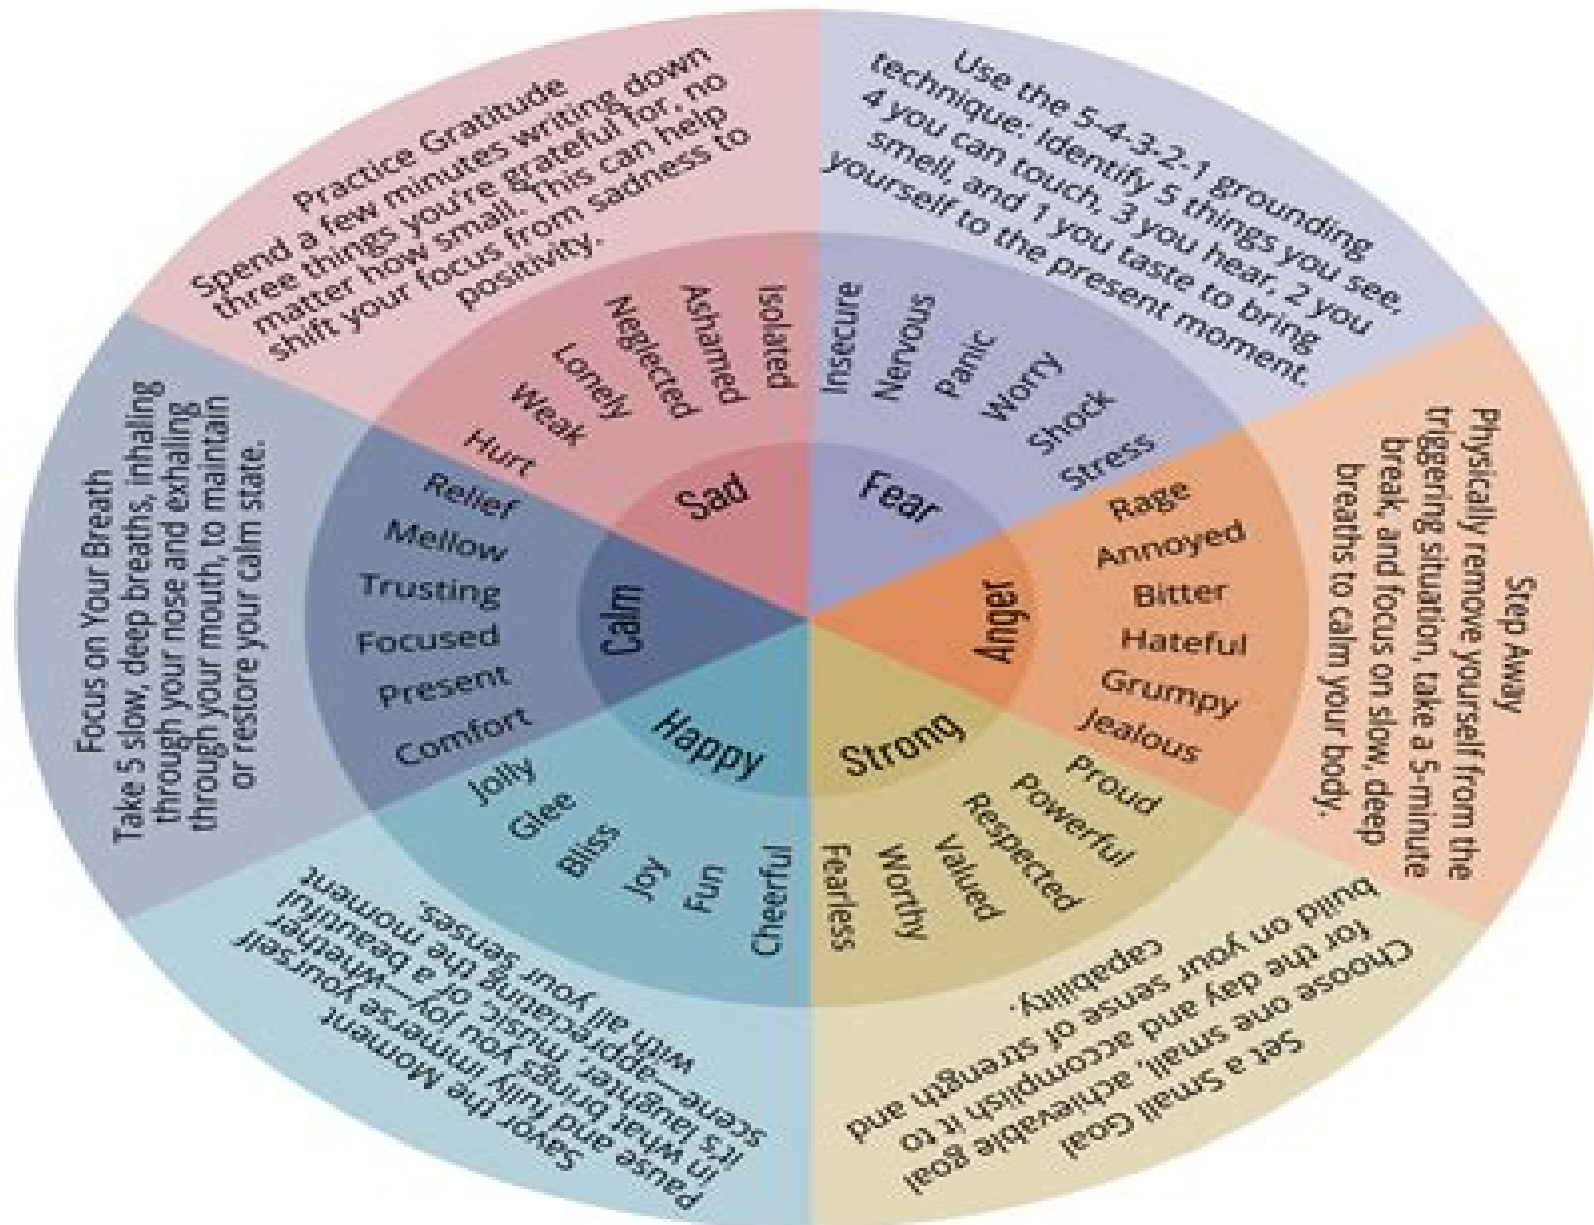 Practice Gratitude
Spend a few minutes writing down
three things you're grateful for, no
matter how small. This can help
shift your focus from sadness to
positivity.
Use the 5-4-3-2-1 grounding
technique: Identify 5 things you see,
4 you can touch, 3 you hear, 2 you
smell, and 1 you taste to bring
yourself to the present moment.
Step Away
Physically remove yourself from the
triggering situation, take a 5-minute
break, and focus on slow, deep
breaths to calm your body.
Set a Small Goal
Choose one small, achievable goal
for the day and accomplish it to
build on your sense of strength and
capability.
Savor the Moment
Pause and fully immerse yourself
in what brings you joy—whether
it's laughter, music, or a beautiful
scene—appreciating the moment
with all your senses.
Focus on Your Breath
Take 5 slow, deep breaths, inhaling
through your nose and exhaling
through your mouth, to maintain
or restore your calm state.
Hurt
Weak
Lonely
Neglected
Ashamed
Isolated
Insecure
Nervous
Panic
Worry
Shock
Stress
Rage
Annoyed
Bitter
Hateful
Grumpy
Jealous
Proud
Powerful
Respected
Valued
Worthy
Fearless
Cheerful
Fun
Joy
Bliss
Glee
Jolly
Comfort
Present
Focused
Trusting
Mellow
Relief
Sad
Fear
Anger
Strong
Happy
Calm